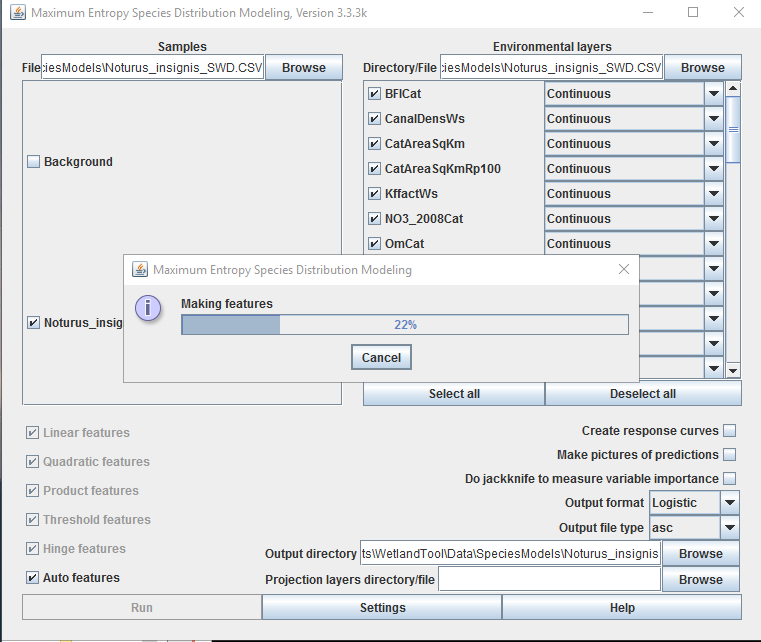 Maximum Entropy Species Distribution Modeling, Version 3.3.3k
Samples
Environmental layers
File ciesModels\Noturus_insignis_SWD.CSV Browse
Directory/File ciesModels\Noturus_insignis_SWD.CSV Browse
Background
Noturus_insig
BFICat Continuous
CanalDensWs Continuous
CatAreaSqKm Continuous
CatAreaSqKmRp100 Continuous
KffactWs Continuous
NO3_2008Cat Continuous
OmCat Continuous
Maximum Entropy Species Distribution Modeling
Making features
22%
Cancel
Select all Deselect all
Linear features
Quadratic features
Product features
Threshold features
Hinge features
Auto features
Create response curves
Make pictures of predictions
Do jackknife to measure variable importance
Output format Logistic
Output file type asc
Output directory ts\WetlandTool\Data\SpeciesModels\Noturus_insignis Browse
Projection layers directory/file Browse
Run Settings Help